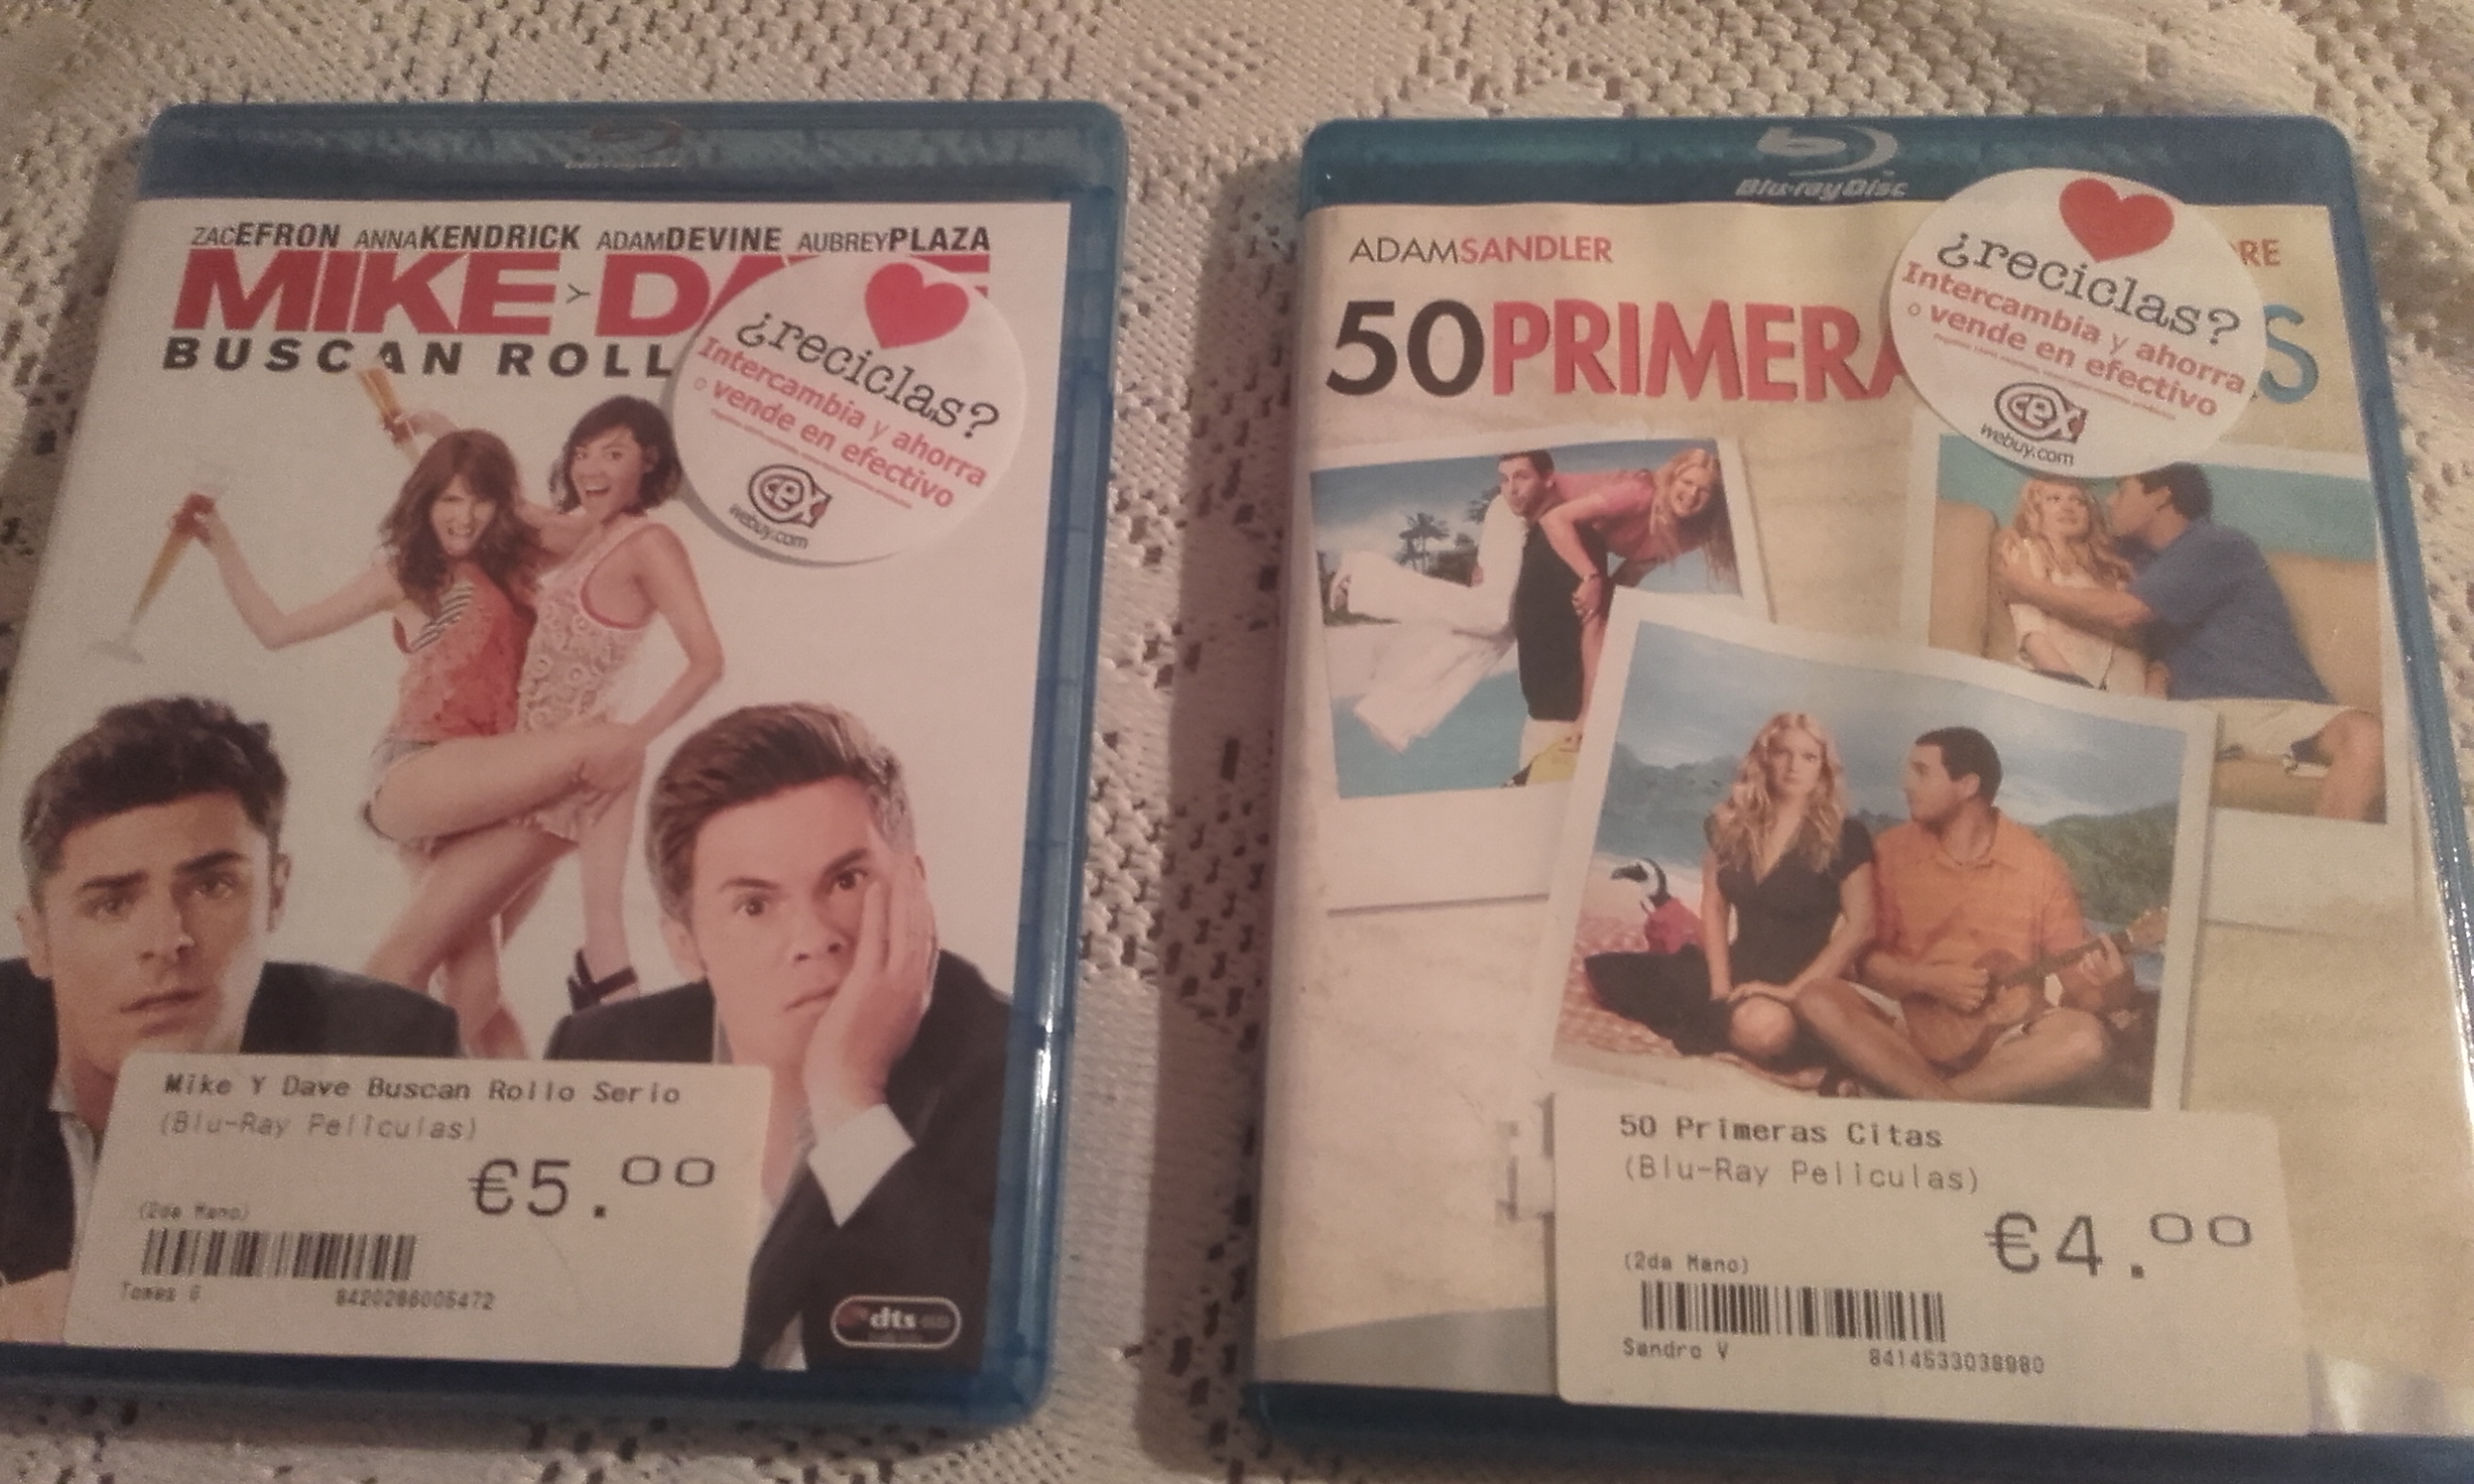 ZACEFRON ANNAKENDRICK ADAMDEVINE AUBREYPLAZA
MIKE Y
BUSCAN
¿reciclas?
Intercambia y ahorra
o vende en efectivo
cex
webuy.com
Mike Y Dave Buscan Rollo Serio
(Blu-Ray Peliculas)
€5.00
(2da Mano)
Tomas G
8420266005472
dts
Blu-ray Disc
ADAMSANDLER
50PRIMERA
¿reciclas?
Intercambia y ahorra
o vende en efectivo
cex
webuy.com
50 Primeras Citas
(Blu-Ray Peliculas)
€4.00
(2da Mano)
Sandro V
8414533038980